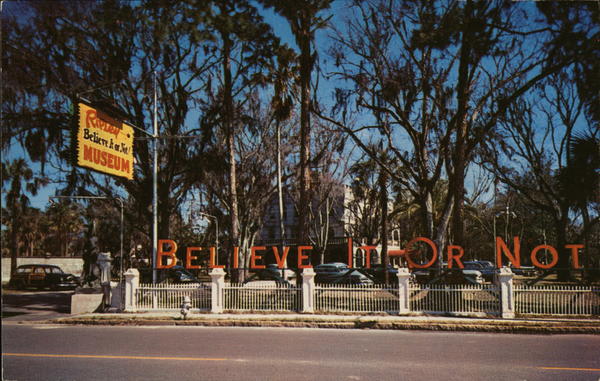 Ripley
Believe It or Not!
MUSEUM
BELIEVE IT-OR NOT